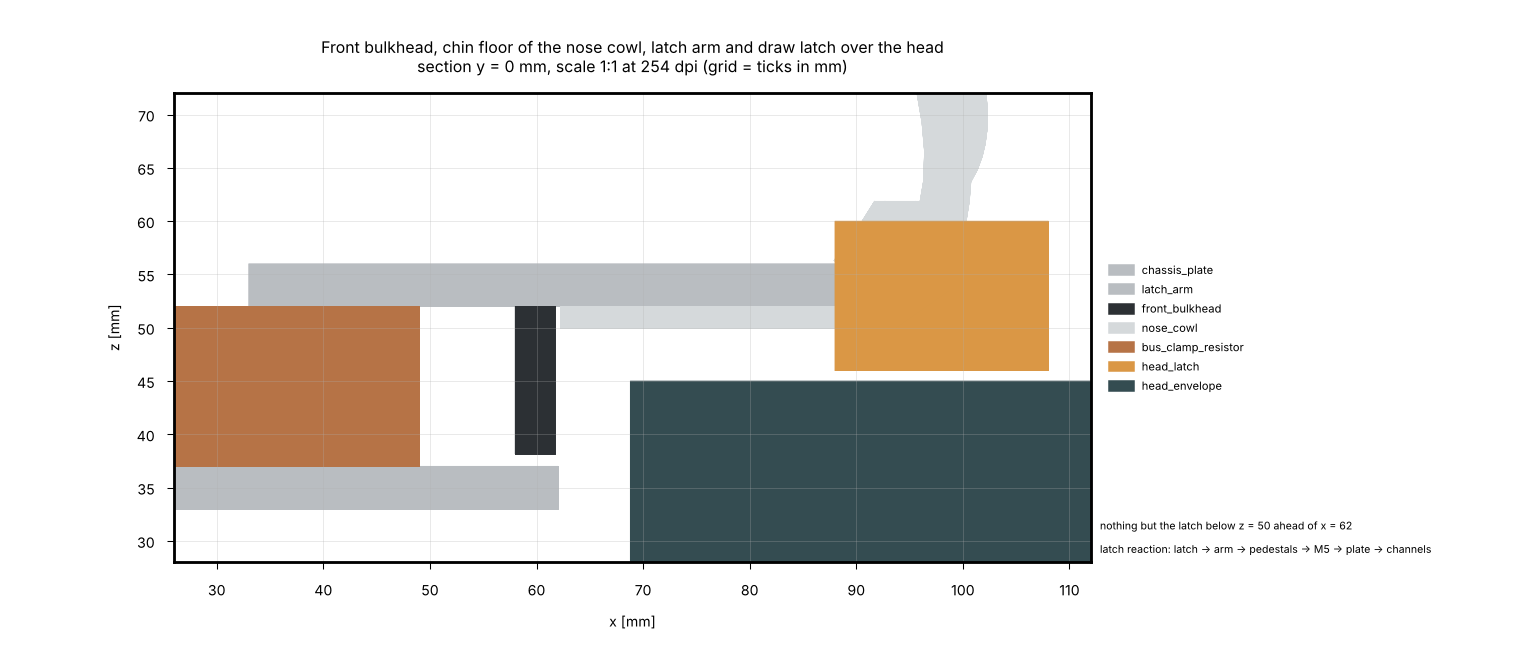 Front bulkhead, chin floor of the nose cowl, latch arm and draw latch over the head
section y = 0 mm, scale 1:1 at 254 dpi (grid = ticks in mm)
70
65
60
55
50
45
40
35
30
z [mm]
30 40 50 60 70 80 90 100 110
x [mm]
chassis_plate
latch_arm
front_bulkhead
nose_cowl
bus_clamp_resistor
head_latch
head_envelope
nothing but the latch below z = 50 ahead of x = 62
latch reaction: latch → arm → pedestals → M5 → plate → channels